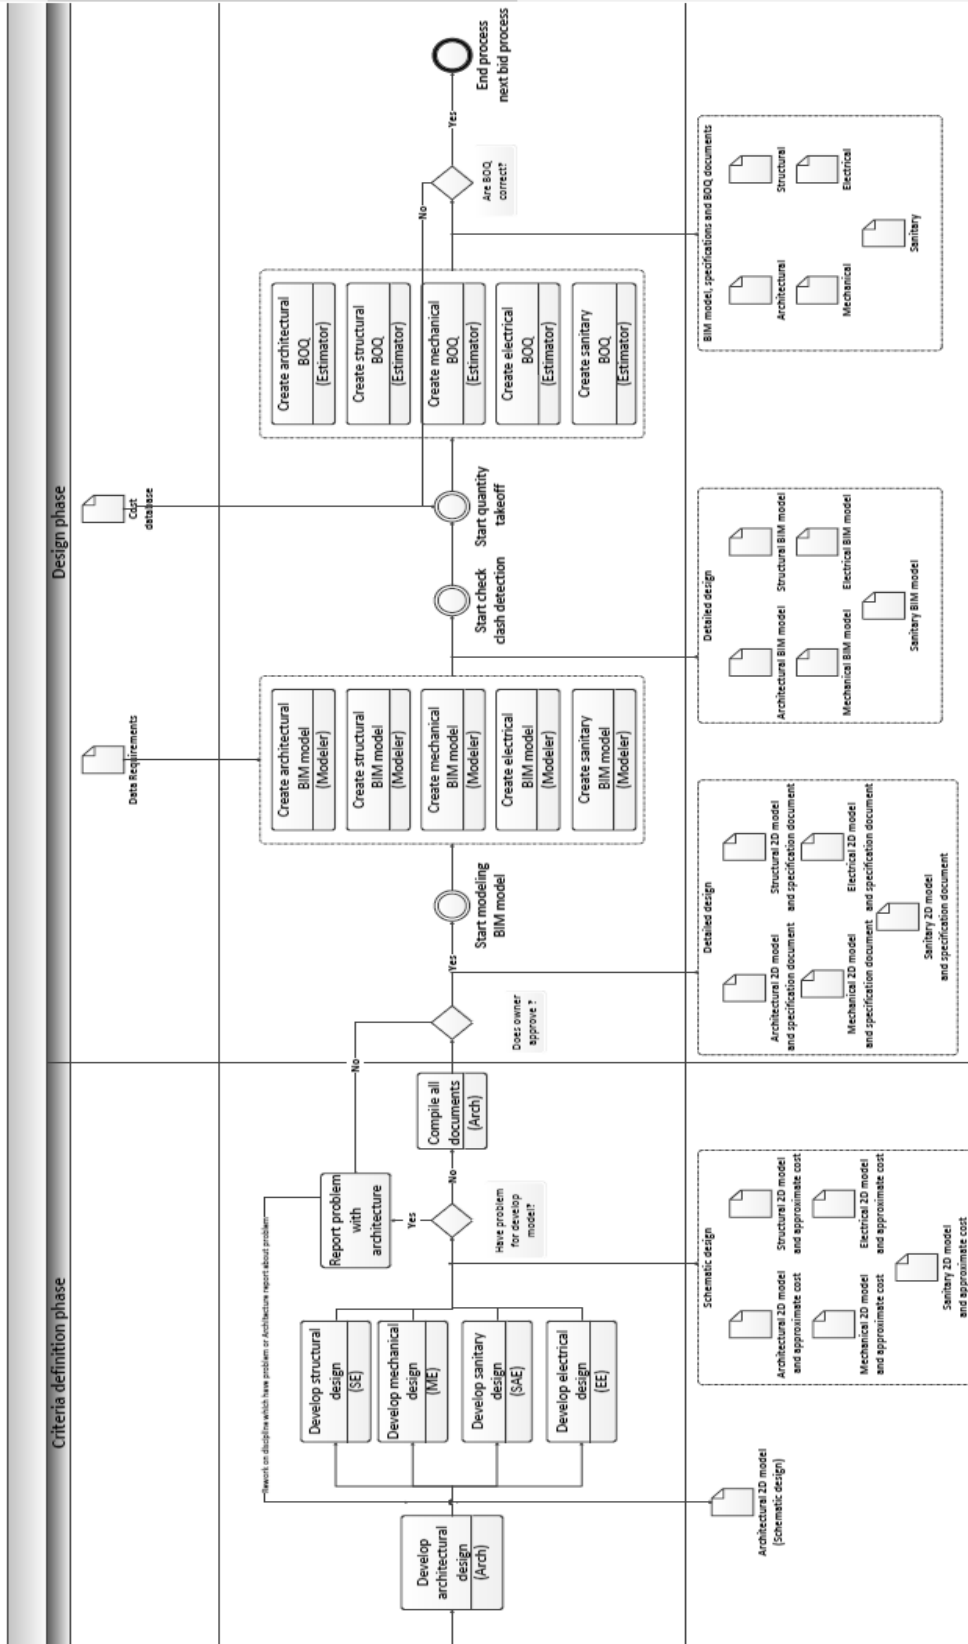 Criteria definition phase
Design phase
Data Requirements
Cost
database
Develop
architectural
design
(Arch)
Rework on discipline which have problem or Architecture report about problem
Develop structural
design
(SE)
Develop mechanical
design
(ME)
Develop sanitary
design
(SAE)
Develop electrical
design
(EE)
Report problem
with
architecture
Yes
No
Have problem
for develop
model?
Compile all
documents
(Arch)
No
Does owner
approve ?
Yes
Start modeling
BIM model
Create architectural
BIM model
(Modeler)
Create structural
BIM model
(Modeler)
Create mechanical
BIM model
(Modeler)
Create electrical
BIM model
(Modeler)
Create sanitary
BIM model
(Modeler)
Start check
clash detection
Start quantity
takeoff
Create architectural
BOQ
(Estimator)
Create structural
BOQ
(Estimator)
Create mechanical
BOQ
(Estimator)
Create electrical
BOQ
(Estimator)
Create sanitary
BOQ
(Estimator)
No
Are BOQ
correct?
Yes
End process
next bid process
Architectural 2D model
(Schematic design)
Schematic design
Architectural 2D model
and approximate cost
Structural 2D model
and approximate cost
Mechanical 2D model
and approximate cost
Electrical 2D model
and approximate cost
Sanitary 2D model
and approximate cost
Detailed design
Architectural 2D model
and specification document
Structural 2D model
and specification document
Mechanical 2D model
and specification document
Electrical 2D model
and specification document
Sanitary 2D model
and specification document
Detailed design
Architectural BIM model
Structural BIM model
Mechanical BIM model
Electrical BIM model
Sanitary BIM model
BIM model, specifications and BOQ documents
Architectural
Structural
Mechanical
Electrical
Sanitary